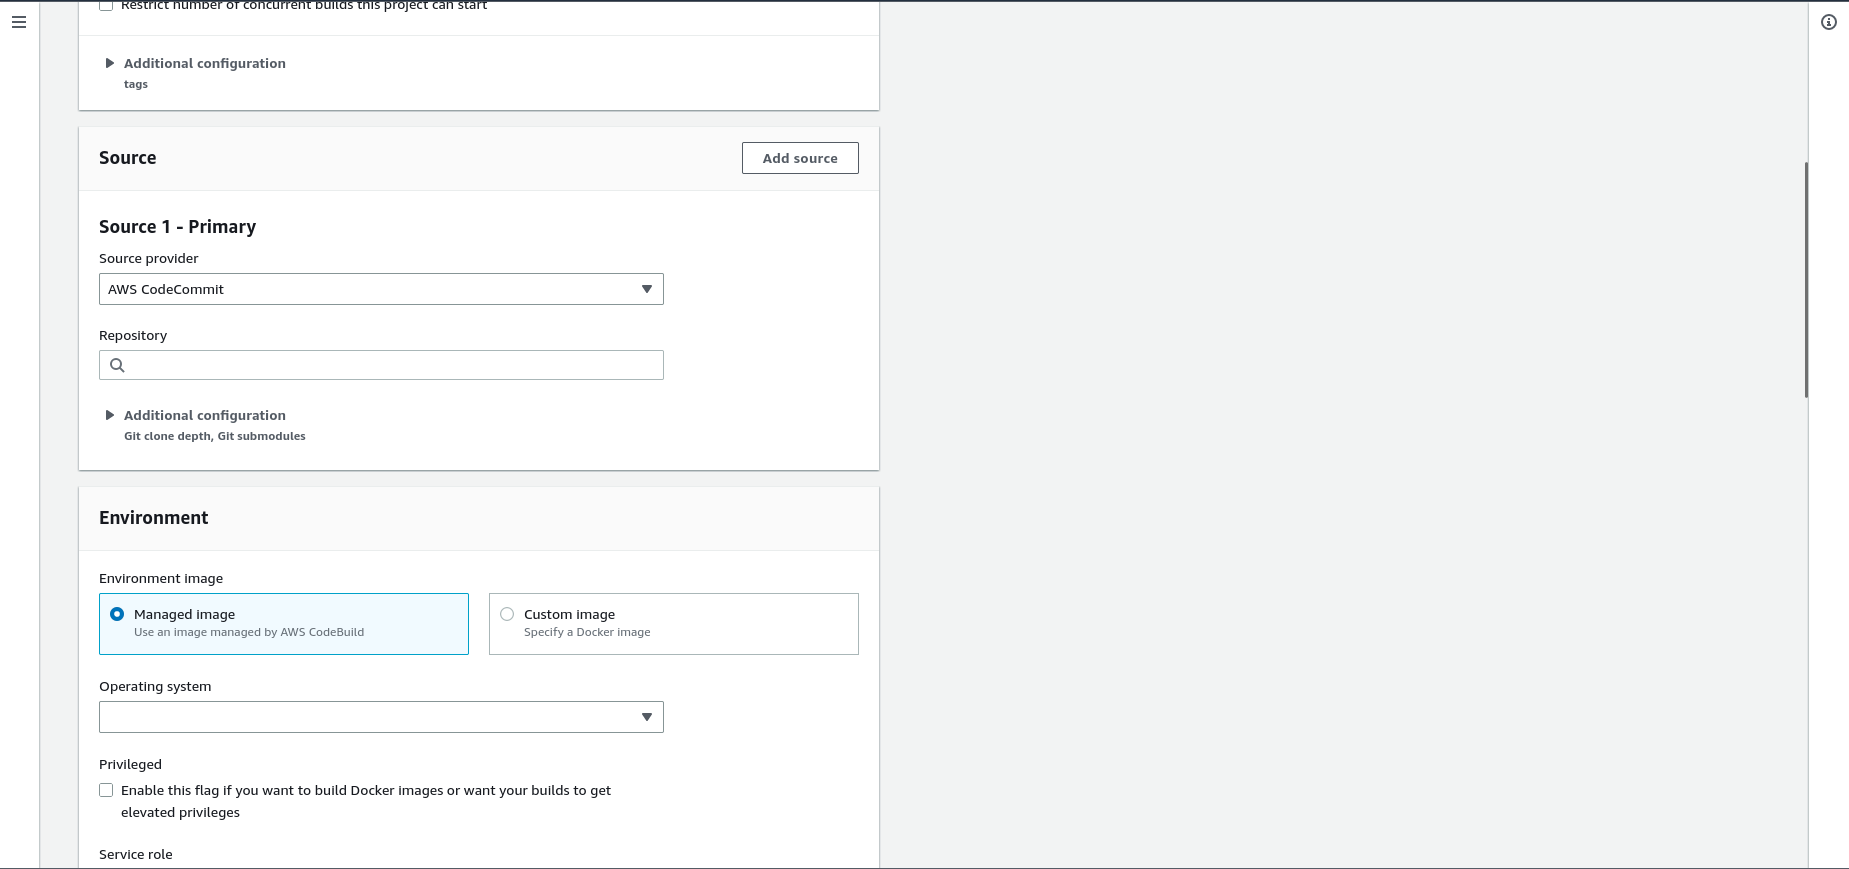 Restrict number of concurrent builds this project can start
Additional configuration
tags
Source
Add source
Source 1 - Primary
Source provider
AWS CodeCommit
Repository
Additional configuration
Git clone depth, Git submodules
Environment
Environment image
Managed image
Use an image managed by AWS CodeBuild
Custom image
Specify a Docker image
Operating system
Privileged
Enable this flag if you want to build Docker images or want your builds to get
elevated privileges
Service role